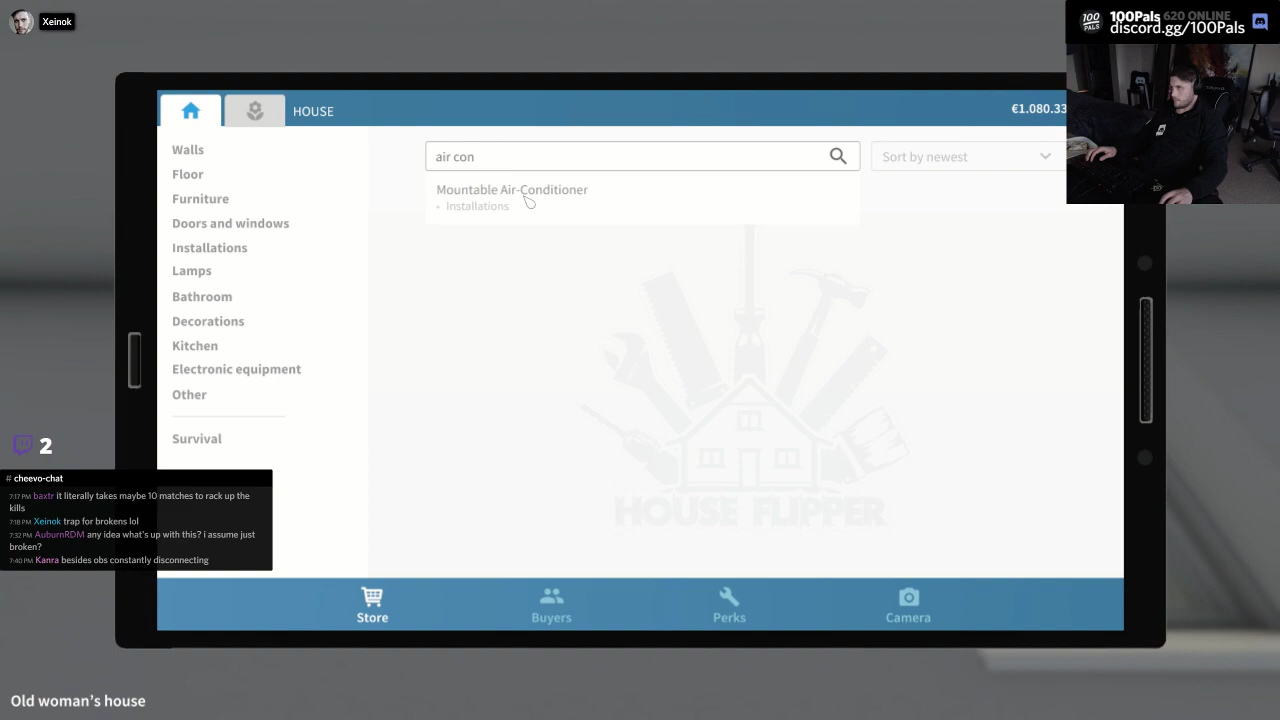 Xeinok
100Pals 620 ONLINE
discord.gg/100Pals
100
PALS
HOUSE
€1.080.33
air con
Sort by newest
Mountable Air-Conditioner
• Installations
Walls
Floor
Furniture
Doors and windows
Installations
Lamps
Bathroom
Decorations
Kitchen
Electronic equipment
Other
Survival
HOUSE FLIPPER
2
# cheevo-chat
7:17 PM baxtr it literally takes maybe 10 matches to rack up the
kills
7:18 PM Xeinok trap for brokens lol
7:32 PM AuburnRDM any idea what's up with this? i assume just
broken?
7:40 PM Kanra besides obs constantly disconnecting
Store
Buyers
Perks
Camera
Old woman's house